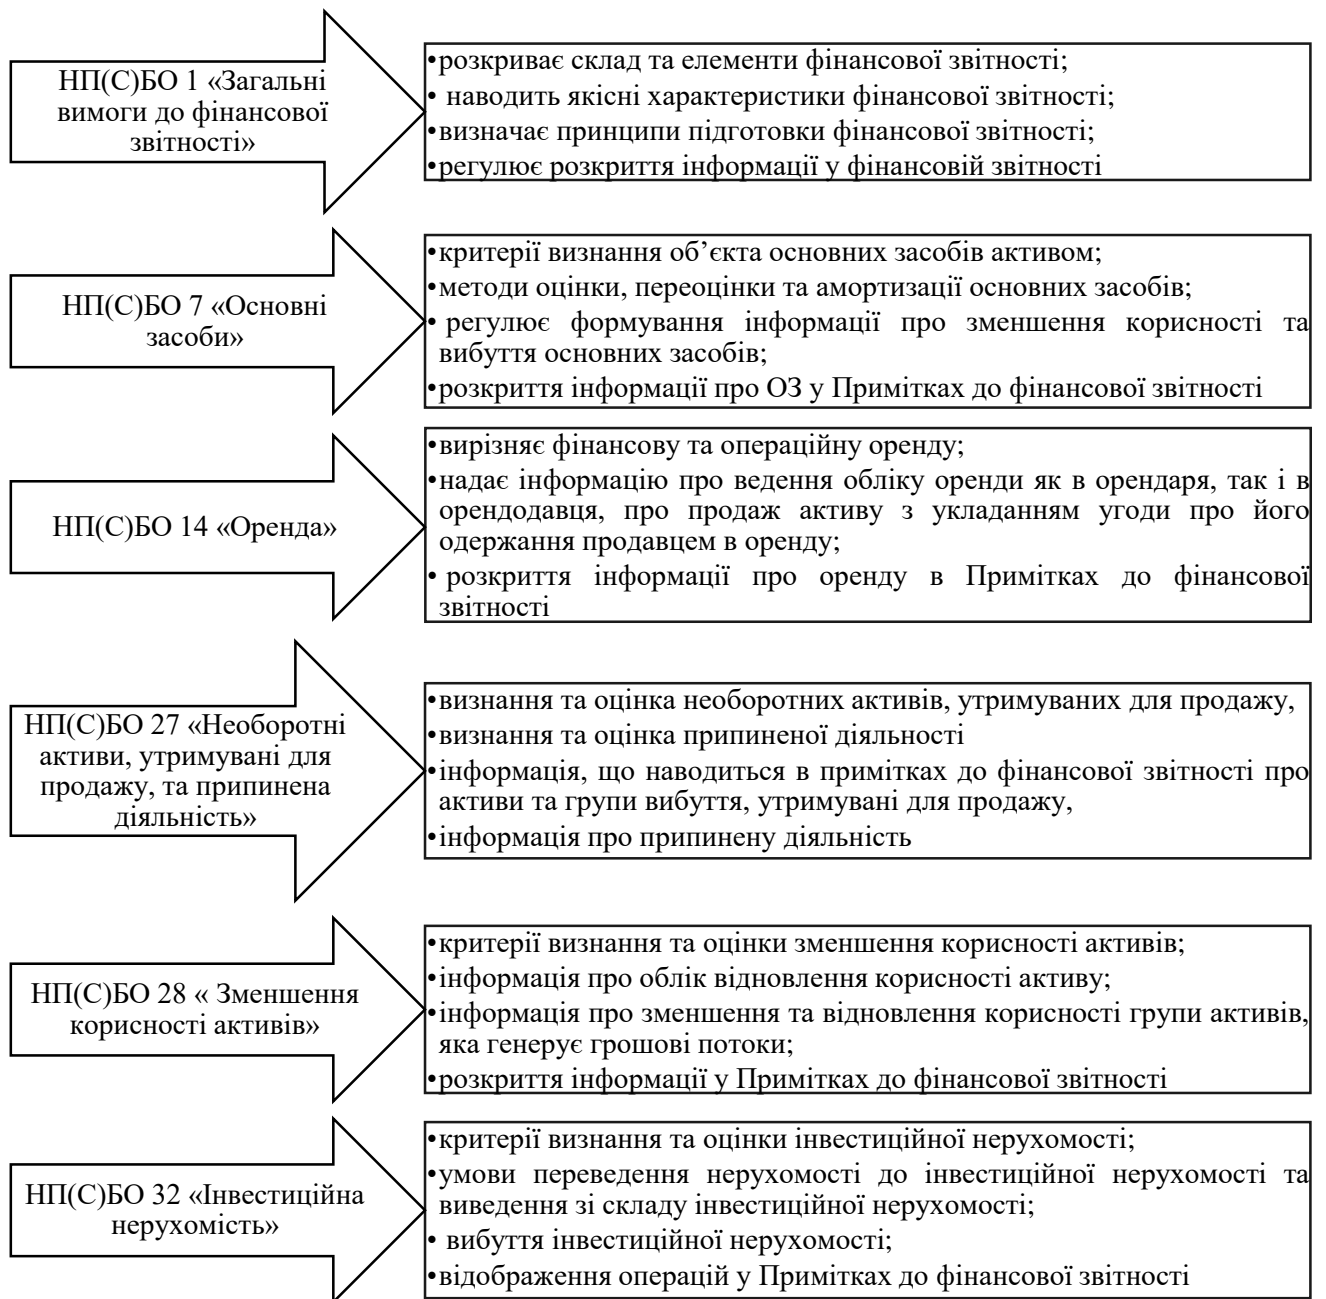 НП(С)БО 1 «Загальні
вимоги до фінансової
звітності»
•розкриває склад та елементи фінансової звітності;
• наводить якісні характеристики фінансової звітності;
•визначає принципи підготовки фінансової звітності;
•регулює розкриття інформації у фінансовій звітності
НП(С)БО 7 «Основні
засоби»
•критерії визнання об’єкта основних засобів активом;
•методи оцінки, переоцінки та амортизації основних засобів;
• регулює формування інформації про зменшення корисності та
вибуття основних засобів;
•розкриття інформації про ОЗ у Примітках до фінансової звітності
НП(С)БО 14 «Оренда»
•вирізняє фінансову та операційну оренду;
•надає інформацію про ведення обліку оренди як в орендаря, так і в
орендодавця, про продаж активу з укладанням угоди про його
одержання продавцем в оренду;
• розкриття інформації про оренду в Примітках до фінансової
звітності
НП(С)БО 27 «Необоротні
активи, утримувані для
продажу, та припинена
діяльність»
•визнання та оцінка необоротних активів, утримуваних для продажу,
•визнання та оцінка припиненої діяльності
•інформація, що наводиться в примітках до фінансової звітності про
активи та групи вибуття, утримувані для продажу,
•інформація про припинену діяльність
НП(С)БО 28 « Зменшення
корисності активів»
•критерії визнання та оцінки зменшення корисності активів;
•інформація про облік відновлення корисності активу;
•інформація про зменшення та відновлення корисності групи активів,
яка генерує грошові потоки;
•розкриття інформації у Примітках до фінансової звітності
НП(С)БО 32 «Інвестиційна
нерухомість»
•критерії визнання та оцінки інвестиційної нерухомості;
•умови переведення нерухомості до інвестиційної нерухомості та
виведення зі складу інвестиційної нерухомості;
• вибуття інвестиційної нерухомості;
•відображення операцій у Примітках до фінансової звітності